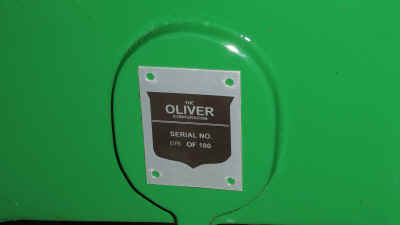 THE
OLIVER
CORPORATION
SERIAL NO.
OF 100